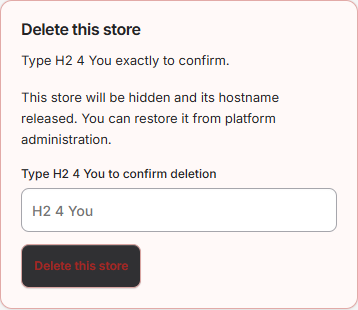 Delete this store
Type H2 4 You exactly to confirm.
This store will be hidden and its hostname
released. You can restore it from platform
administration.
Type H2 4 You to confirm deletion
H2 4 You
Delete this store